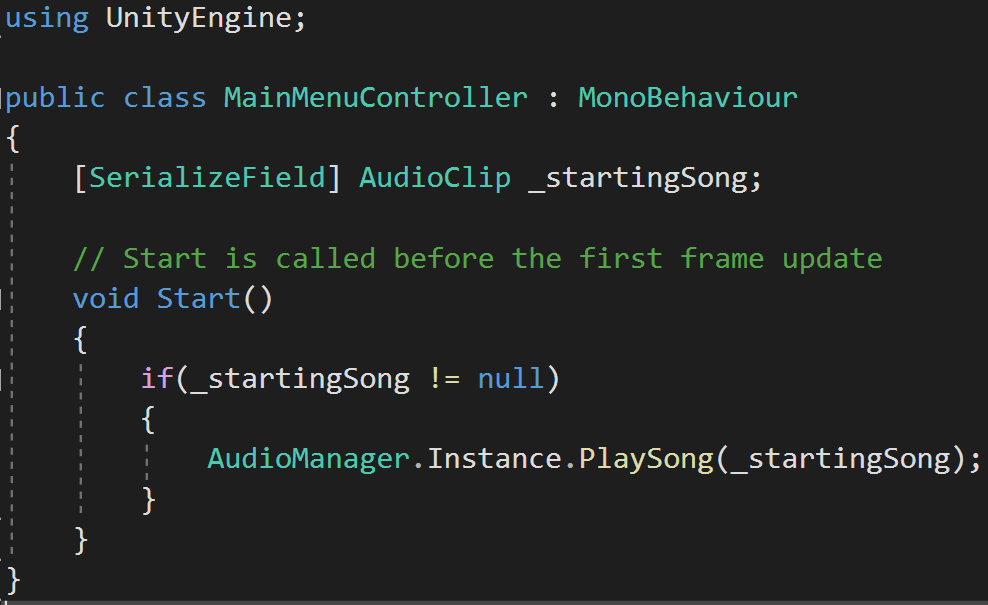 using UnityEngine;
public class MainMenuController : MonoBehaviour
{
[SerializeField] AudioClip _startingSong;
// Start is called before the first frame update
void Start()
{
if(_startingSong != null)
{
AudioManager.Instance.PlaySong(_startingSong);
}
}
}